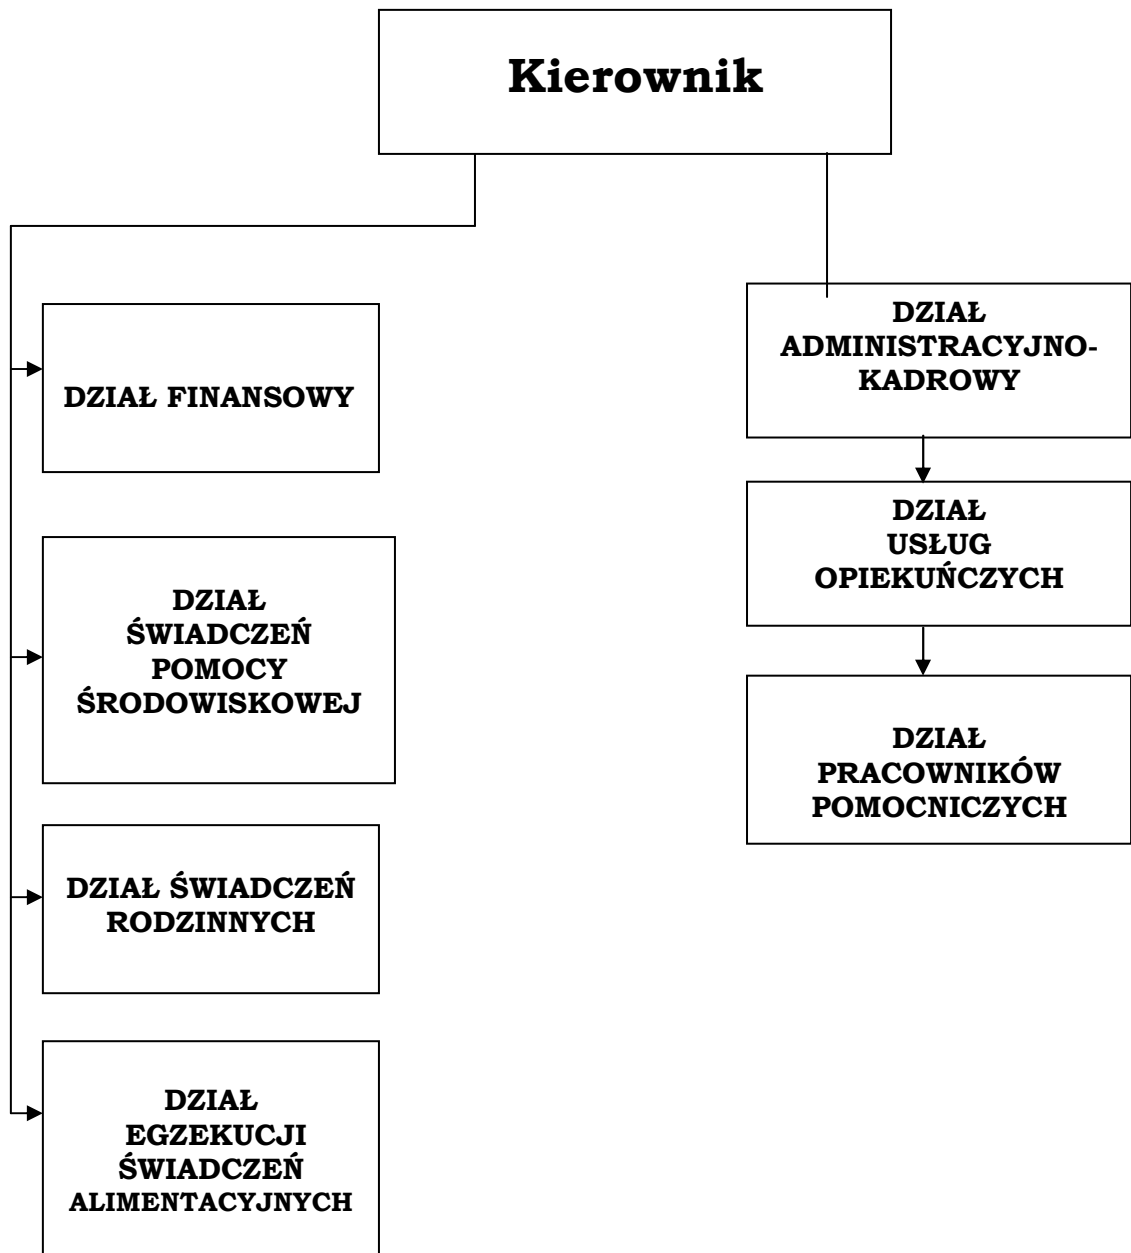 Kierownik
DZIAŁ FINANSOWY
DZIAŁ
ŚWIADCZEŃ
POMOCY
ŚRODOWISKOWEJ
DZIAŁ ŚWIADCZEŃ
RODZINNYCH
DZIAŁ
EGZEKUCJI
ŚWIADCZEŃ
ALIMENTACYJNYCH
DZIAŁ
ADMINISTRACYJNO-
KADROWY
DZIAŁ
USŁUG
OPIEKUŃCZYCH
DZIAŁ
PRACOWNIKÓW
POMOCNICZYCH